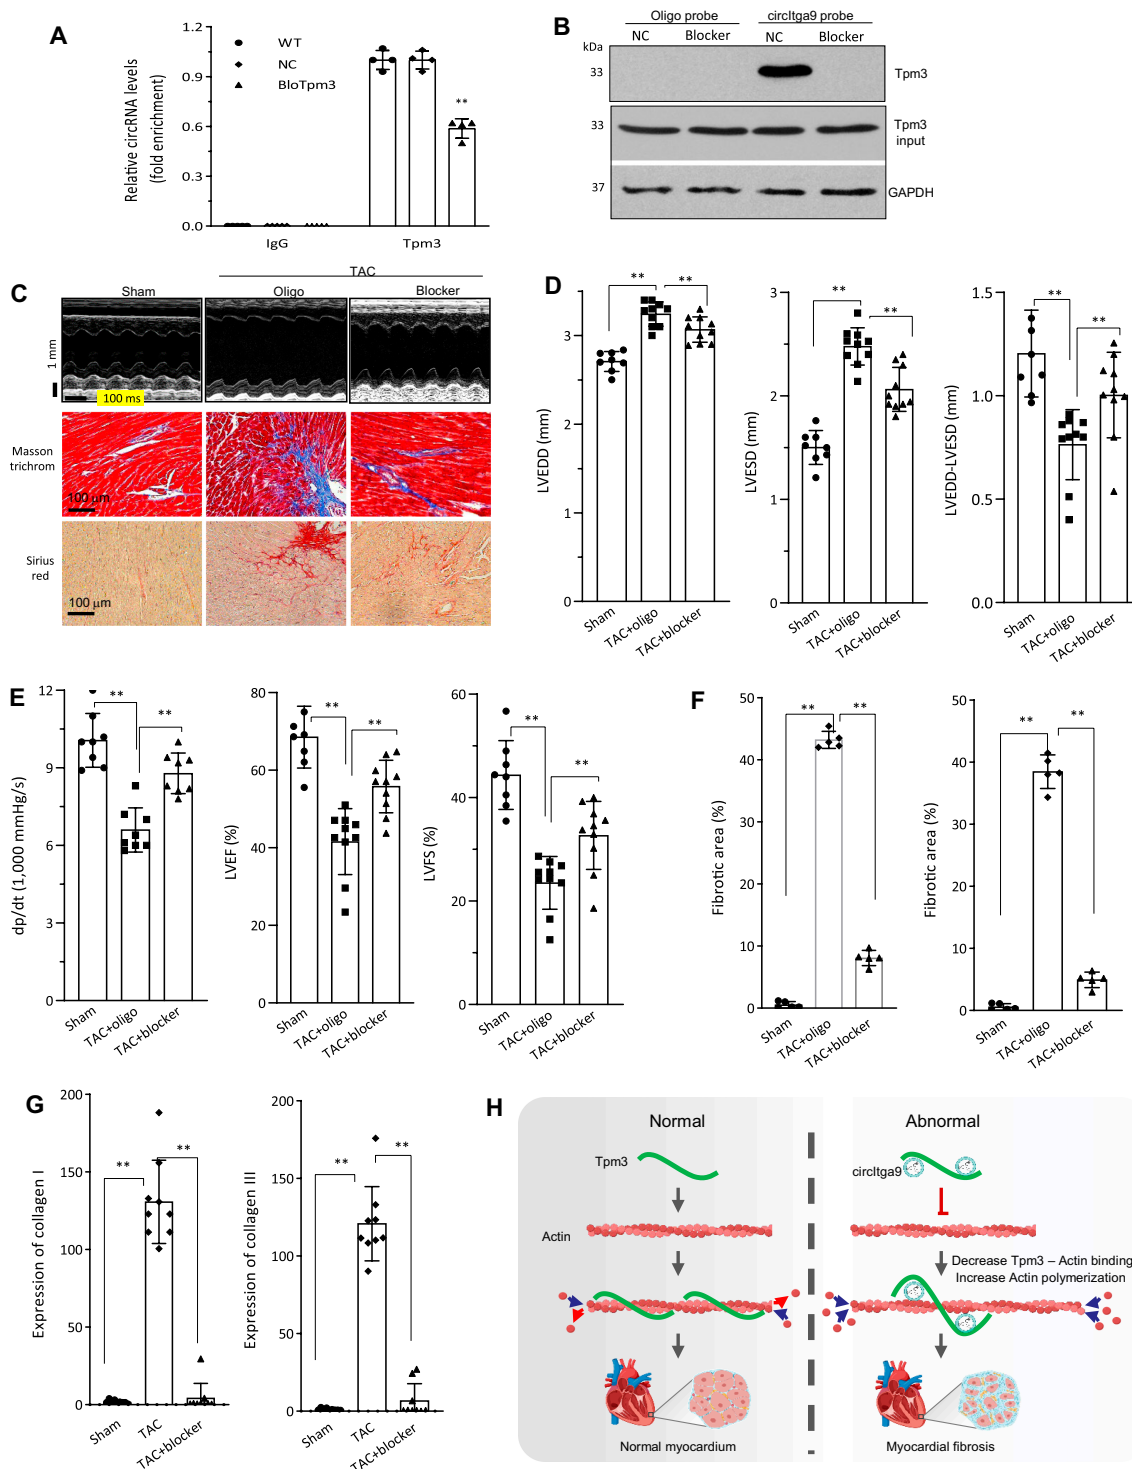 A
Relative circRNA levels
(fold enrichment)
1.2
0.9
0.6
0.3
0.0
WT
NC
BloTpm3
**
IgG
Tpm3
B
Oligo probe
circItga9 probe
NC
Blocker
NC
Blocker
kDa
33
Tpm3
33
Tpm3
input
37
GAPDH
C
TAC
Sham
Oligo
Blocker
1 mm
100 ms
Masson
trichrom
100 μm
Sirius
red
100 μm
D
LVEDD (mm)
3
2
1
0
**
**
Sham
TAC+oligo
TAC+blocker
LVESD (mm)
3
2
1
0
**
**
Sham
TAC+oligo
TAC+blocker
LVEDD-LVESD (mm)
1.5
1.0
0.5
0.0
**
**
Sham
TAC+oligo
TAC+blocker
E
dp/dt (1,000 mmHg/s)
12
9
6
3
0
**
**
Sham
TAC+oligo
TAC+blocker
LVEF (%)
80
60
40
20
0
**
**
Sham
TAC+oligo
TAC+blocker
LVFS (%)
60
40
20
0
**
**
Sham
TAC+oligo
TAC+blocker
F
Fibrotic area (%)
50
40
30
20
10
0
**
**
Sham
TAC+oligo
TAC+blocker
Fibrotic area (%)
50
40
30
20
10
0
**
**
Sham
TAC+oligo
TAC+blocker
G
Expression of collagen I
200
150
100
50
0
**
**
Sham
TAC
TAC+blocker
Expression of collagen III
200
150
100
50
0
**
**
Sham
TAC
TAC+blocker
H
Normal
Abnormal
Tpm3
circItga9
Actin
Decrease Tpm3 – Actin binding
Increase Actin polymerization
Normal myocardium
Myocardial fibrosis